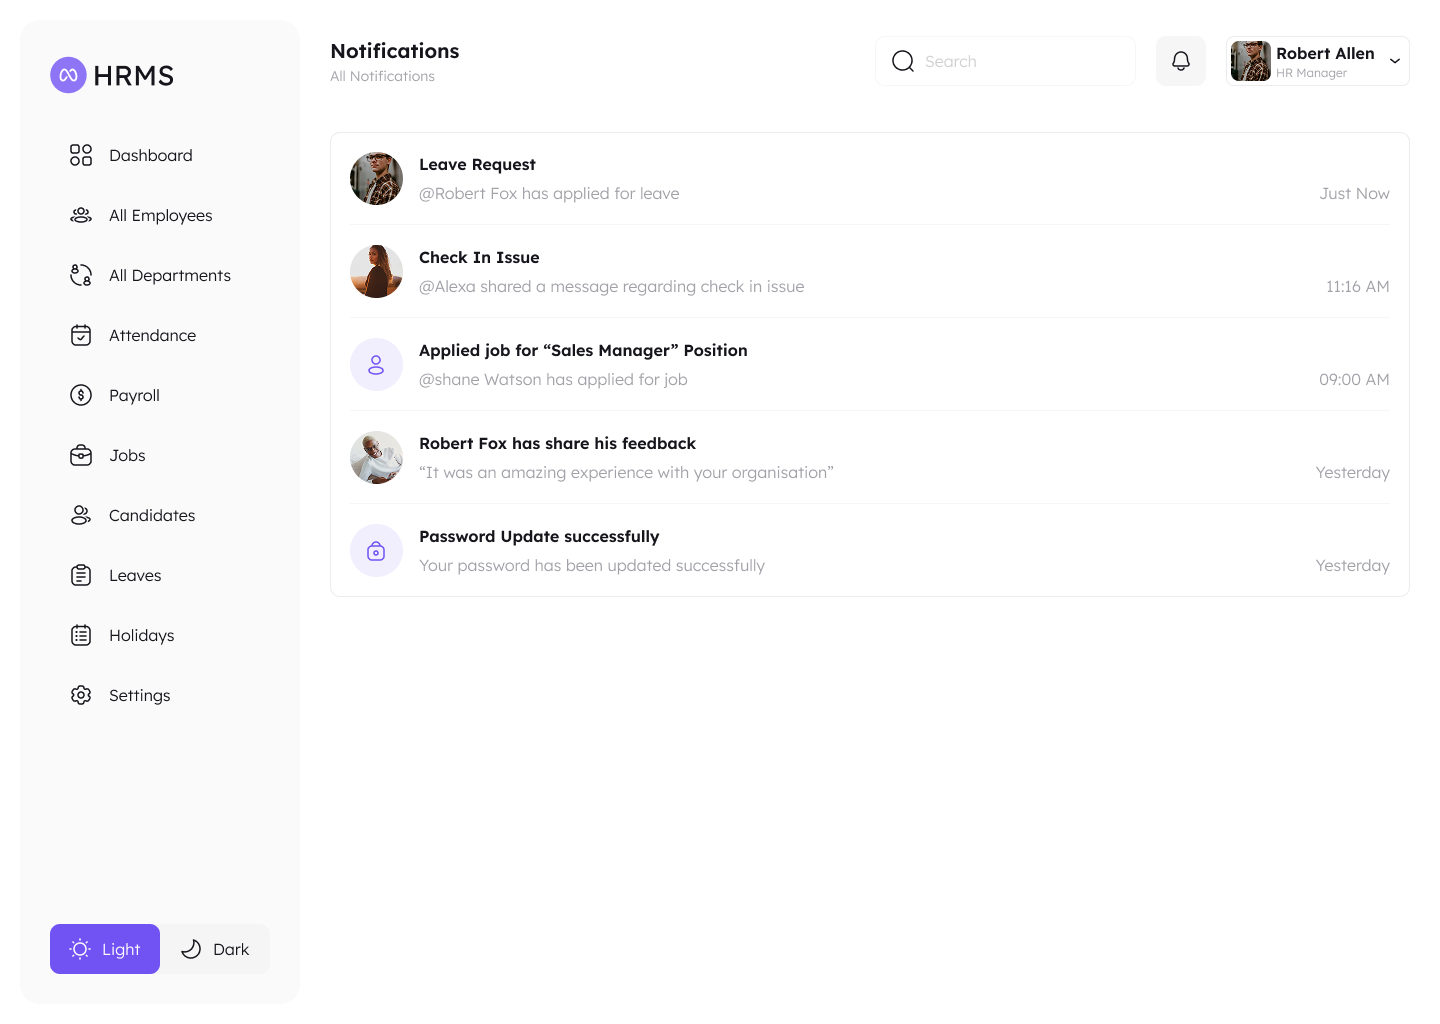 HRMS
Dashboard
All Employees
All Departments
Attendance
Payroll
Jobs
Candidates
Leaves
Holidays
Settings
Light
Dark
Notifications
All Notifications
Search
Robert Allen
HR Manager
Leave Request
@Robert Fox has applied for leave
Just Now
Check In Issue
@Alexa shared a message regarding check in issue
11:16 AM
Applied job for “Sales Manager” Position
@shane Watson has applied for job
09:00 AM
Robert Fox has share his feedback
“It was an amazing experience with your organisation”
Yesterday
Password Update successfully
Your password has been updated successfully
Yesterday